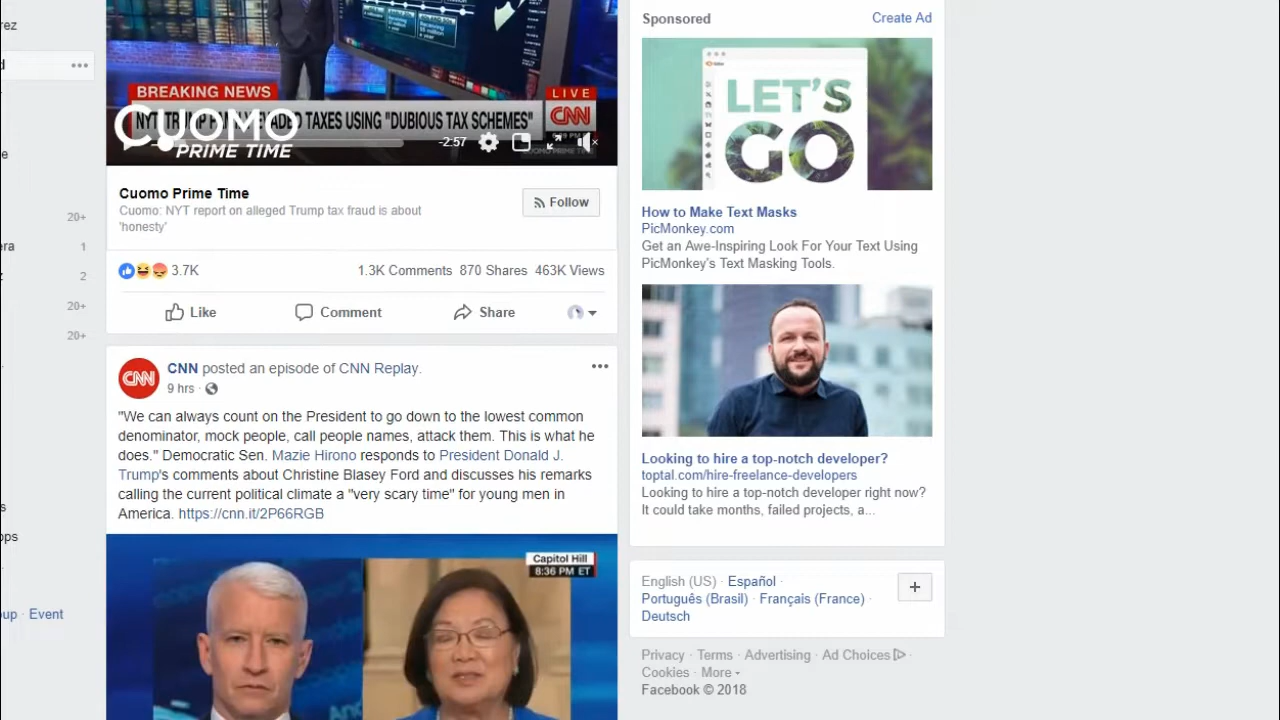 rez
d
20+
era
1
z
2
20+
20+
s
ops
oup · Event
BREAKING NEWS
LIVE
CNN
CUOMO
PRIME TIME
TAXES USING "DUBIOUS TAX SCHEMES"
-2:57
Cuomo Prime Time
Cuomo: NYT report on alleged Trump tax fraud is about
'honesty'
Follow
3.7K
1.3K Comments 870 Shares 463K Views
Like
Comment
Share
CNN posted an episode of CNN Replay.
9 hrs ·
"We can always count on the President to go down to the lowest common
denominator, mock people, call people names, attack them. This is what he
does." Democratic Sen. Mazie Hirono responds to President Donald J.
Trump's comments about Christine Blasey Ford and discusses his remarks
calling the current political climate a "very scary time" for young men in
America. https://cnn.it/2P66RGB
Capitol Hill
8:36 PM ET
Sponsored
Create Ad
LET'S
GO
How to Make Text Masks
PicMonkey.com
Get an Awe-Inspiring Look For Your Text Using
PicMonkey's Text Masking Tools.
Looking to hire a top-notch developer?
toptal.com/hire-freelance-developers
Looking to hire a top-notch developer right now?
It could take months, failed projects, a...
English (US) · Español ·
Português (Brasil) · Français (France) ·
Deutsch
Privacy · Terms · Advertising · Ad Choices ·
Cookies · More
Facebook © 2018